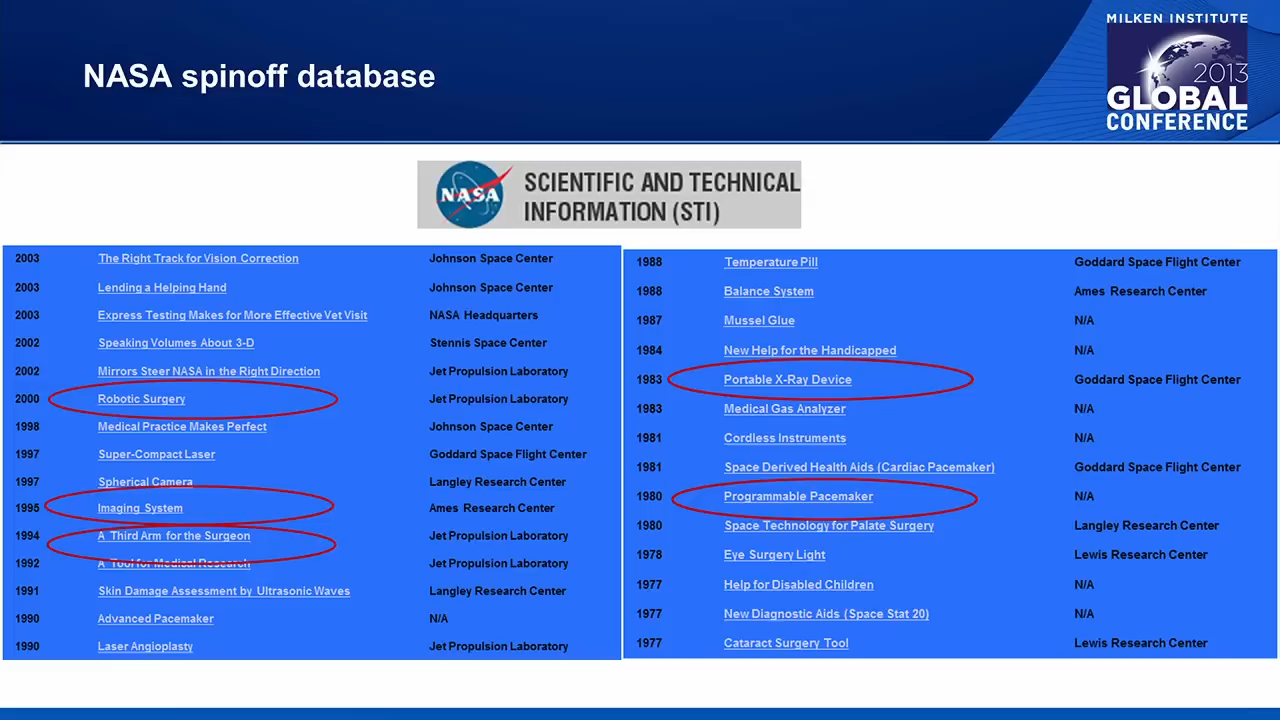 NASA spinoff database
MILKEN INSTITUTE
2013
GLOBAL
CONFERENCE
NASA
SCIENTIFIC AND TECHNICAL
INFORMATION (STI)
2003 The Right Track for Vision Correction Johnson Space Center
2003 Lending a Helping Hand Johnson Space Center
2003 Express Testing Makes for More Effective Vet Visit NASA Headquarters
2002 Speaking Volumes About 3-D Stennis Space Center
2002 Mirrors Steer NASA in the Right Direction Jet Propulsion Laboratory
2000 Robotic Surgery Jet Propulsion Laboratory
1998 Medical Practice Makes Perfect Johnson Space Center
1997 Super-Compact Laser Goddard Space Flight Center
1997 Spherical Camera Langley Research Center
1995 Imaging System Ames Research Center
1994 A Third Arm for the Surgeon Jet Propulsion Laboratory
1992 A Tool for Medical Research Jet Propulsion Laboratory
1991 Skin Damage Assessment by Ultrasonic Waves Langley Research Center
1990 Advanced Pacemaker N/A
1990 Laser Angioplasty Jet Propulsion Laboratory
1988 Temperature Pill Goddard Space Flight Center
1988 Balance System Ames Research Center
1987 Mussel Glue N/A
1984 New Help for the Handicapped N/A
1983 Portable X-Ray Device Goddard Space Flight Center
1983 Medical Gas Analyzer N/A
1981 Cordless Instruments N/A
1981 Space Derived Health Aids (Cardiac Pacemaker) Goddard Space Flight Center
1980 Programmable Pacemaker N/A
1980 Space Technology for Palate Surgery Langley Research Center
1978 Eye Surgery Light Lewis Research Center
1977 Help for Disabled Children N/A
1977 New Diagnostic Aids (Space Stat 20) N/A
1977 Cataract Surgery Tool Lewis Research Center